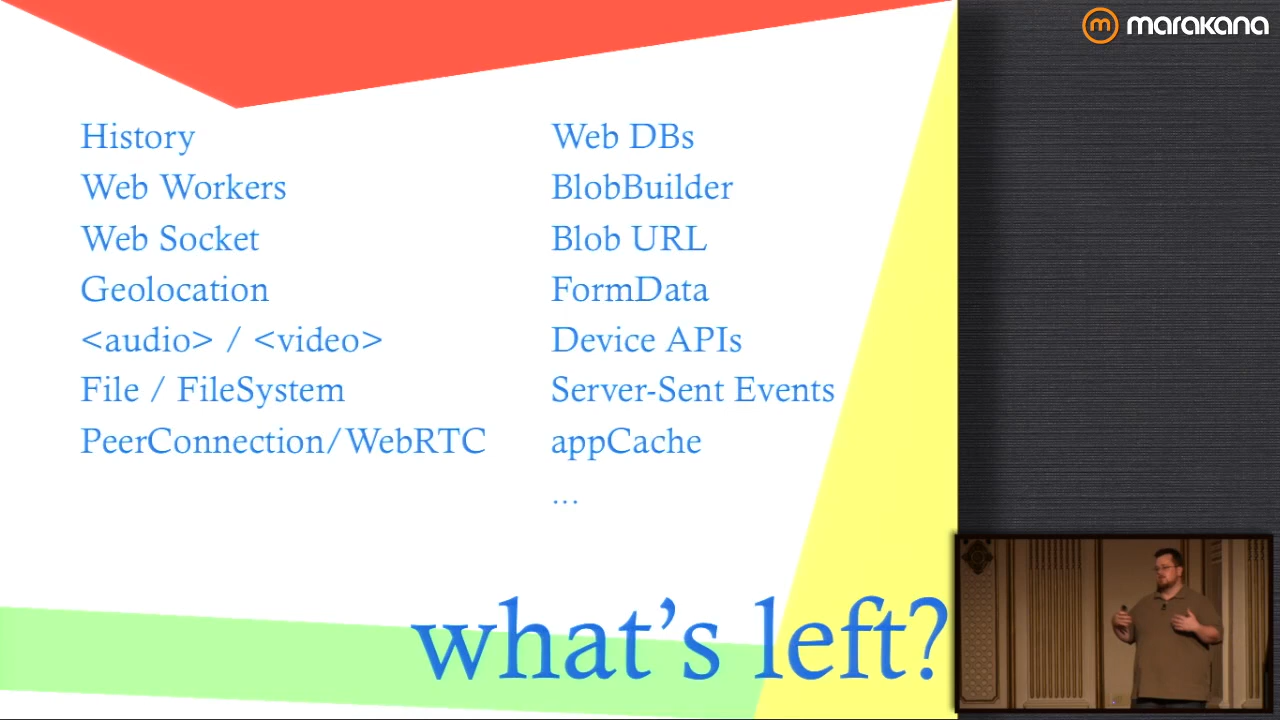 marakana
History
Web Workers
Web Socket
Geolocation
<audio> / <video>
File / FileSystem
PeerConnection/WebRTC
Web DBs
BlobBuilder
Blob URL
FormData
Device APIs
Server-Sent Events
appCache
...
what's left?